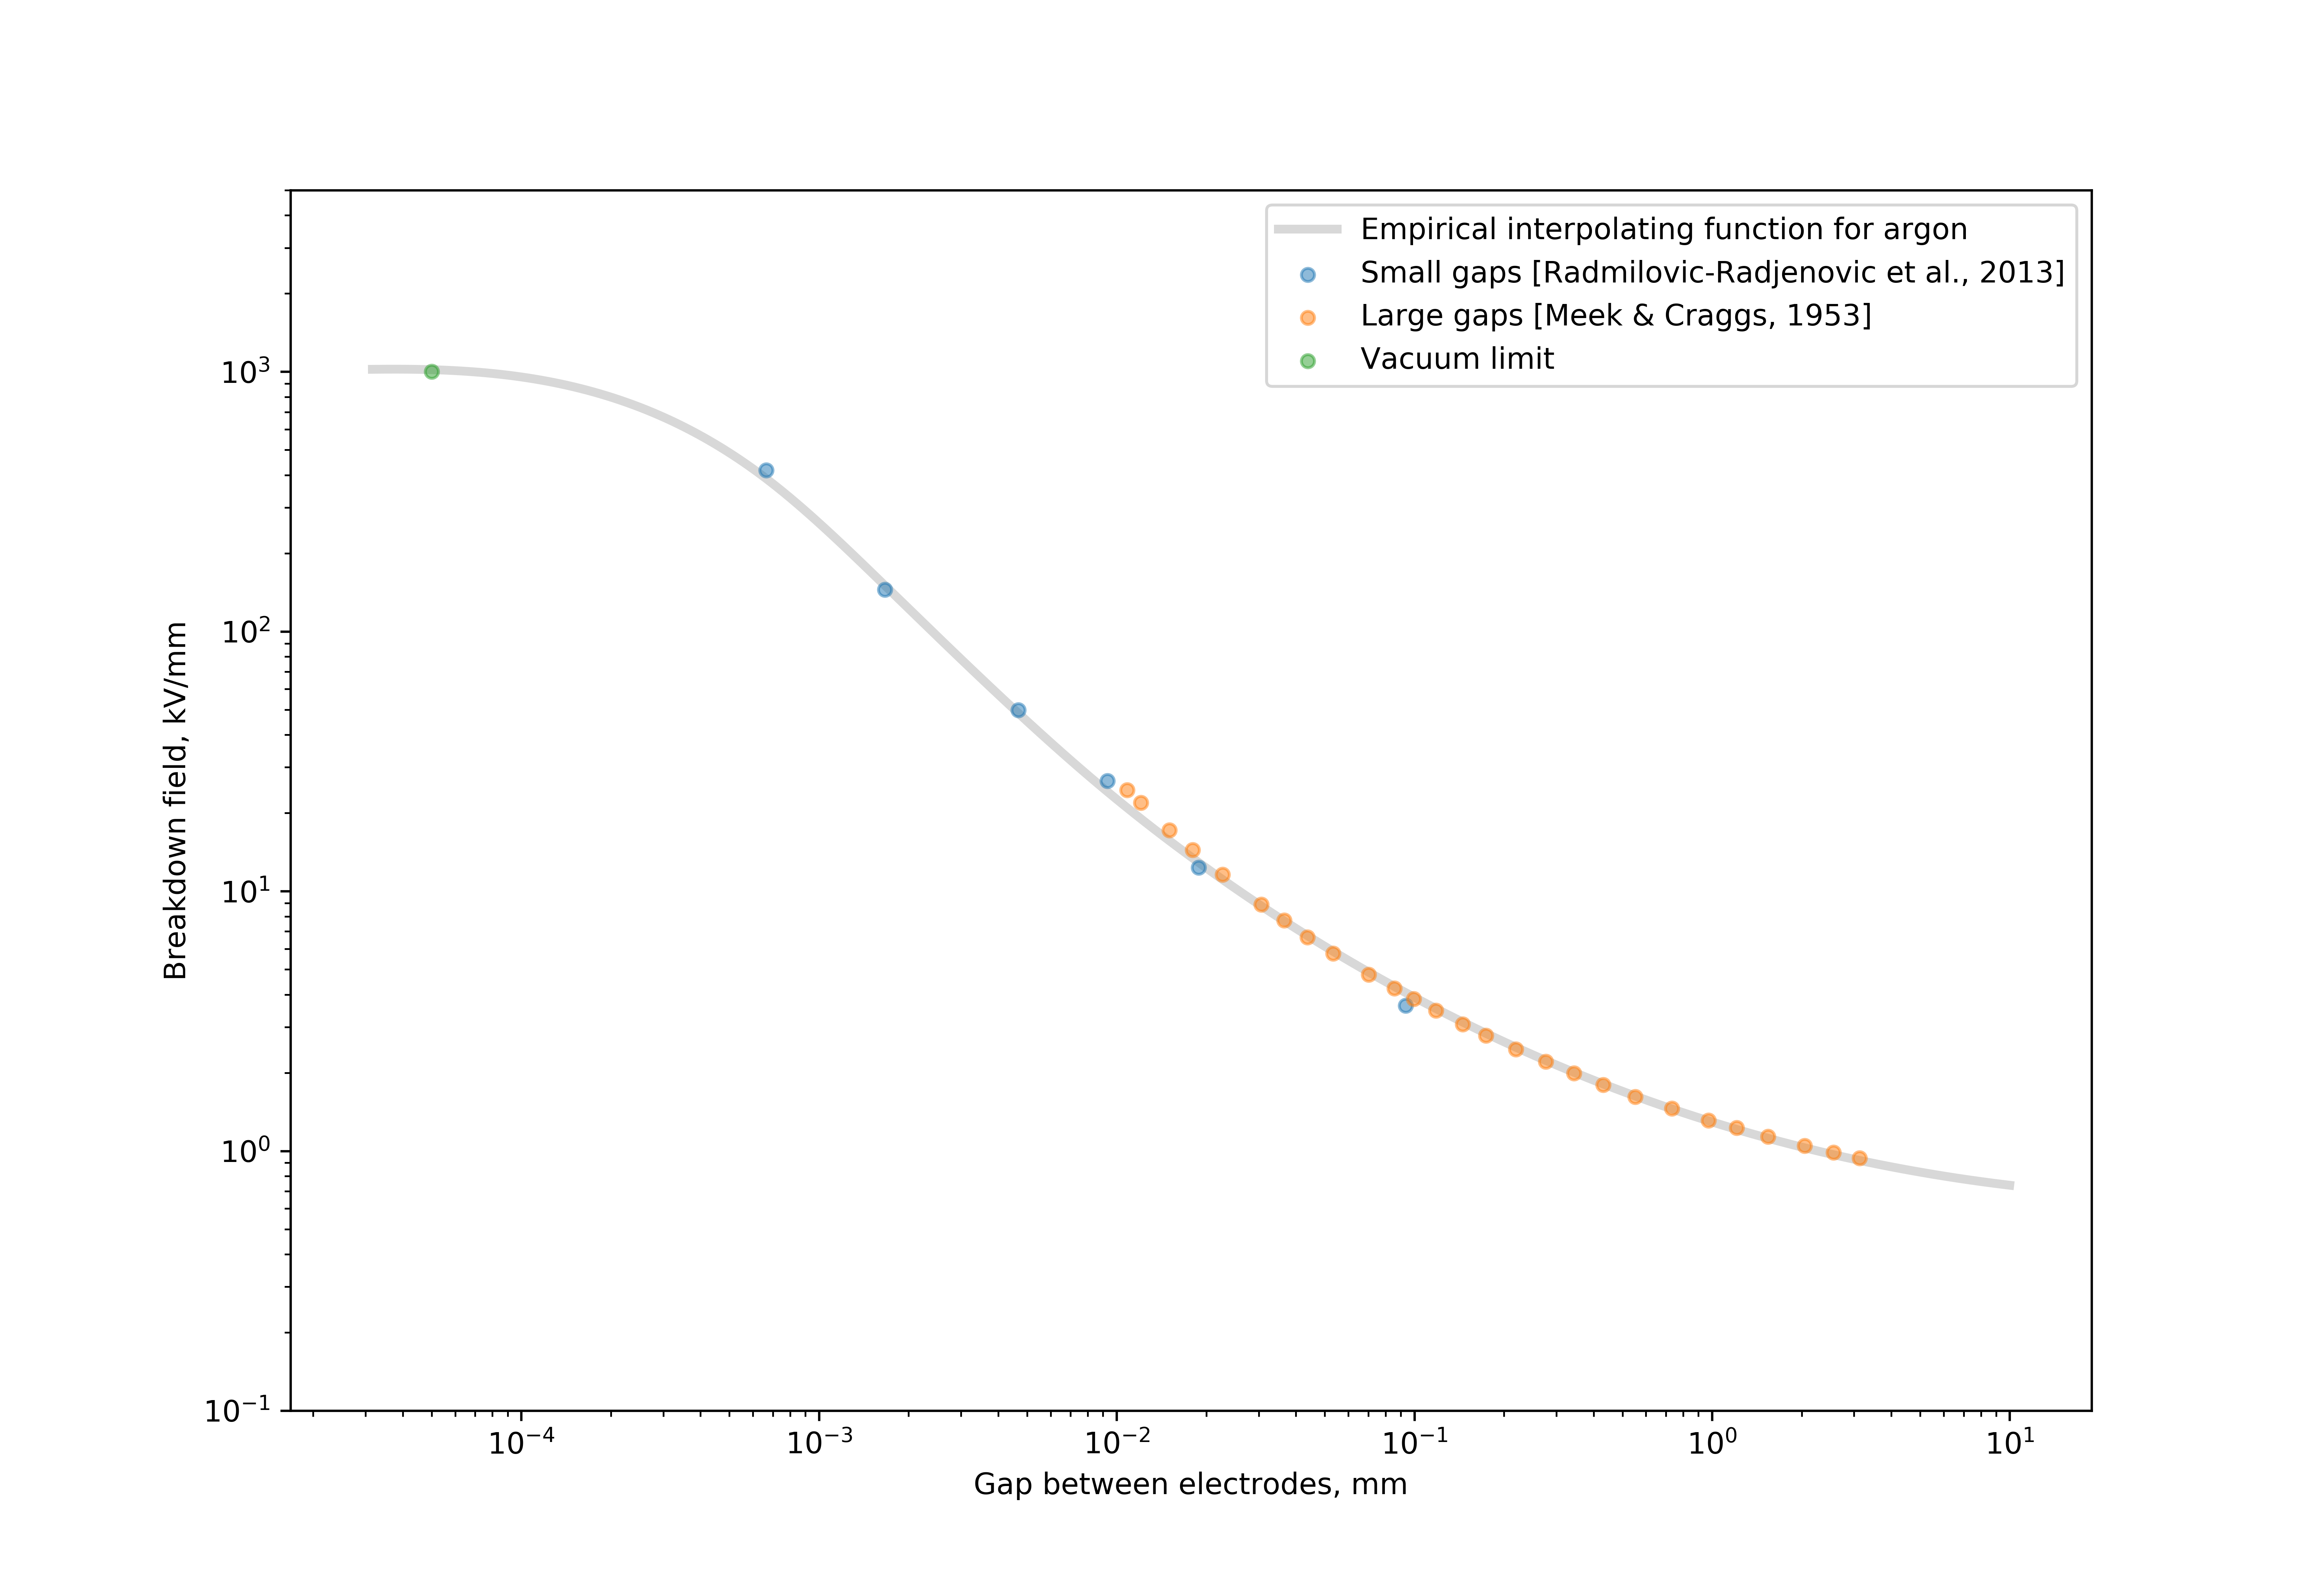 Empirical interpolating function for argon
Small gaps [Radmilovic-Radjenovic et al., 2013]
Large gaps [Meek & Craggs, 1953]
Vacuum limit
10³
10²
10¹
10⁰
10⁻¹
Breakdown field, kV/mm
10⁻⁴ 10⁻³ 10⁻² 10⁻¹ 10⁰ 10¹
Gap between electrodes, mm